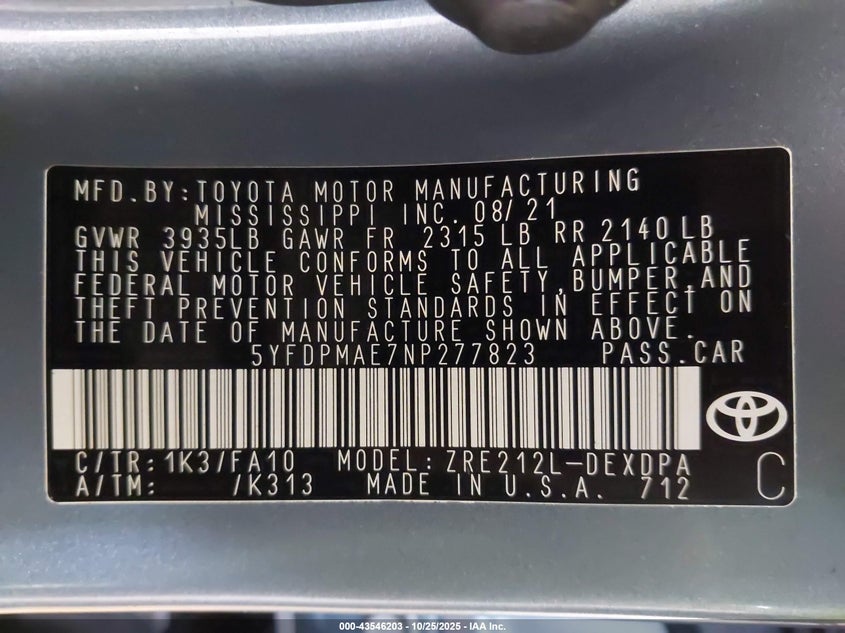 MFD.BY:TOYOTA MOTOR MANUFACTURING
MISSISSIPPI INC. 08/21
GVWR 3935LB GAWR FR 2315 LB RR 2140 LB
THIS VEHICLE CONFORMS TO ALL APPLICABLE
FEDERAL MOTOR VEHICLE SAFETY,BUMPER,AND
THEFT PREVENTION STANDARDS IN EFFECT ON
THE DATE OF MANUFACTURE SHOWN ABOVE.
5YFDPMAE7NP277823 PASS.CAR
C/TR:1K3/FA10 MODEL:ZRE212L-DEXDPA
A/TM: /K313 MADE IN U.S.A. 712 C
000-43546203 - 10/25/2025 - IAA Inc.